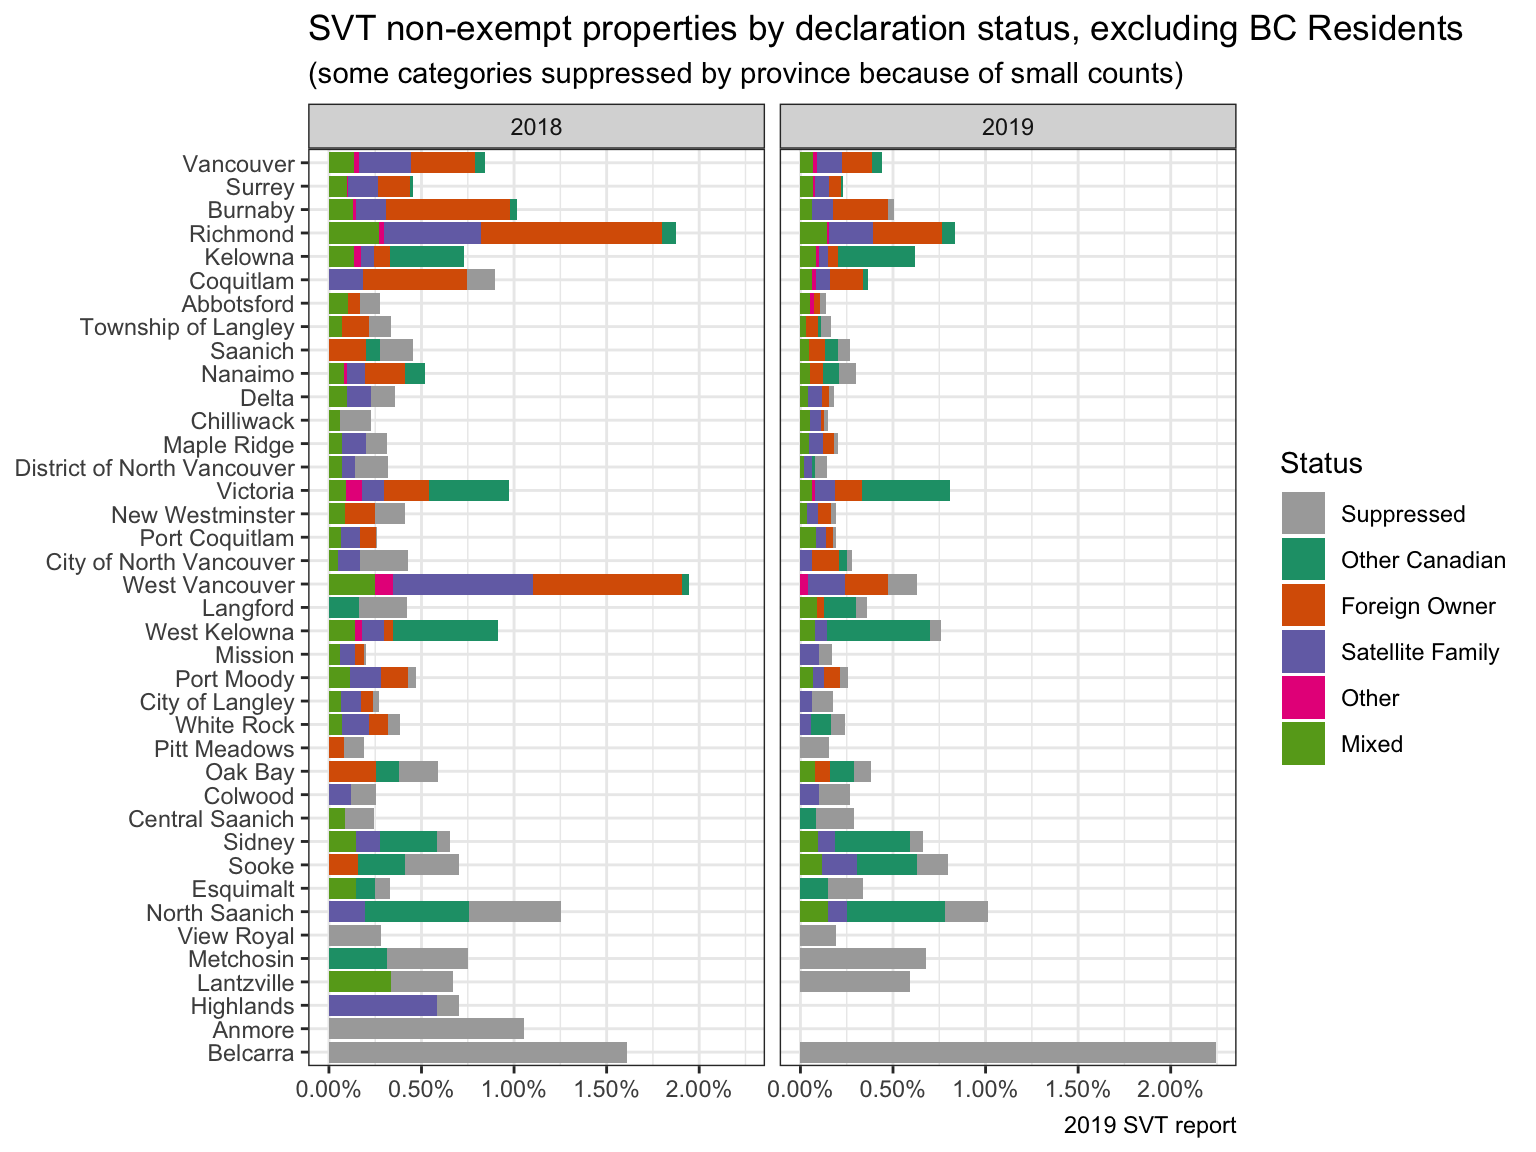 SVT non-exempt properties by declaration status, excluding BC Residents
(some categories suppressed by province because of small counts)
2018
2019
Vancouver
Surrey
Burnaby
Richmond
Kelowna
Coquitlam
Abbotsford
Township of Langley
Saanich
Nanaimo
Delta
Chilliwack
Maple Ridge
District of North Vancouver
Victoria
New Westminster
Port Coquitlam
City of North Vancouver
West Vancouver
Langford
West Kelowna
Mission
Port Moody
City of Langley
White Rock
Pitt Meadows
Oak Bay
Colwood
Central Saanich
Sidney
Sooke
Esquimalt
North Saanich
View Royal
Metchosin
Lantzville
Highlands
Anmore
Belcarra
0.00% 0.50% 1.00% 1.50% 2.00%
0.00% 0.50% 1.00% 1.50% 2.00%
2019 SVT report
Status
Suppressed
Other Canadian
Foreign Owner
Satellite Family
Other
Mixed